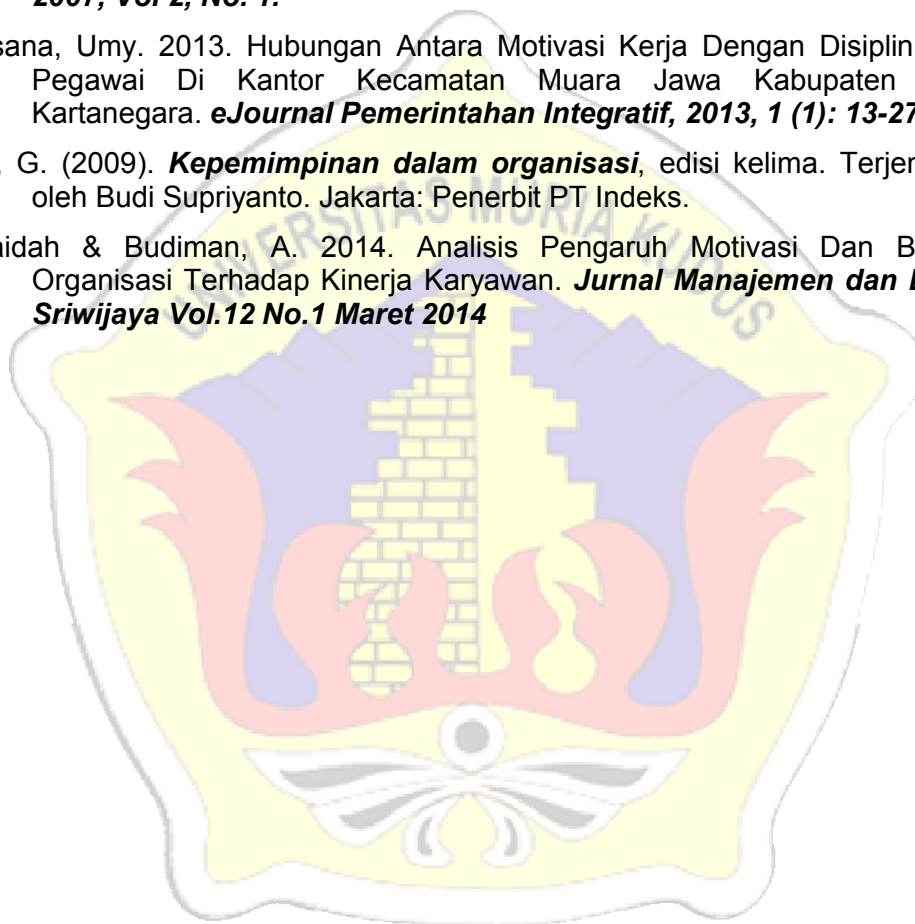 2007, Vol 2, No. 1.
sana, Umy. 2013. Hubungan Antara Motivasi Kerja Dengan Disiplin
Pegawai Di Kantor Kecamatan Muara Jawa Kabupaten
Kartanegara. eJournal Pemerintahan Integratif, 2013, 1 (1): 13-27
, G. (2009). Kepemimpinan dalam organisasi, edisi kelima. Terjer
oleh Budi Supriyanto. Jakarta: Penerbit PT Indeks.
aidah & Budiman, A. 2014. Analisis Pengaruh Motivasi Dan B
Organisasi Terhadap Kinerja Karyawan. Jurnal Manajemen dan
Sriwijaya Vol.12 No.1 Maret 2014
UNIVERSITAS MURIA KUDUS